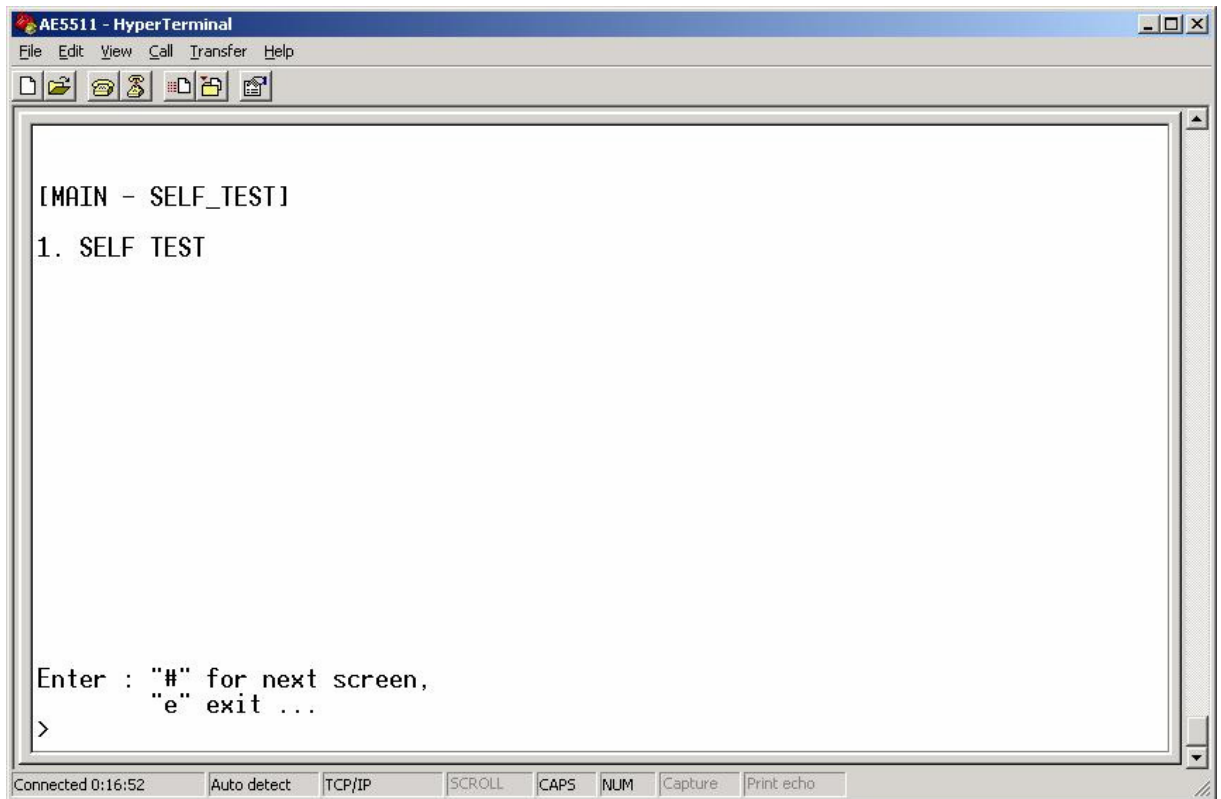 AE5511 - HyperTerminal
File Edit View Call Transfer Help
[MAIN - SELF_TEST]
1. SELF TEST
Enter : "#" for next screen,
"e" exit ...
>
Connected 0:16:52 Auto detect TCP/IP SCROLL CAPS NUM Capture Print echo